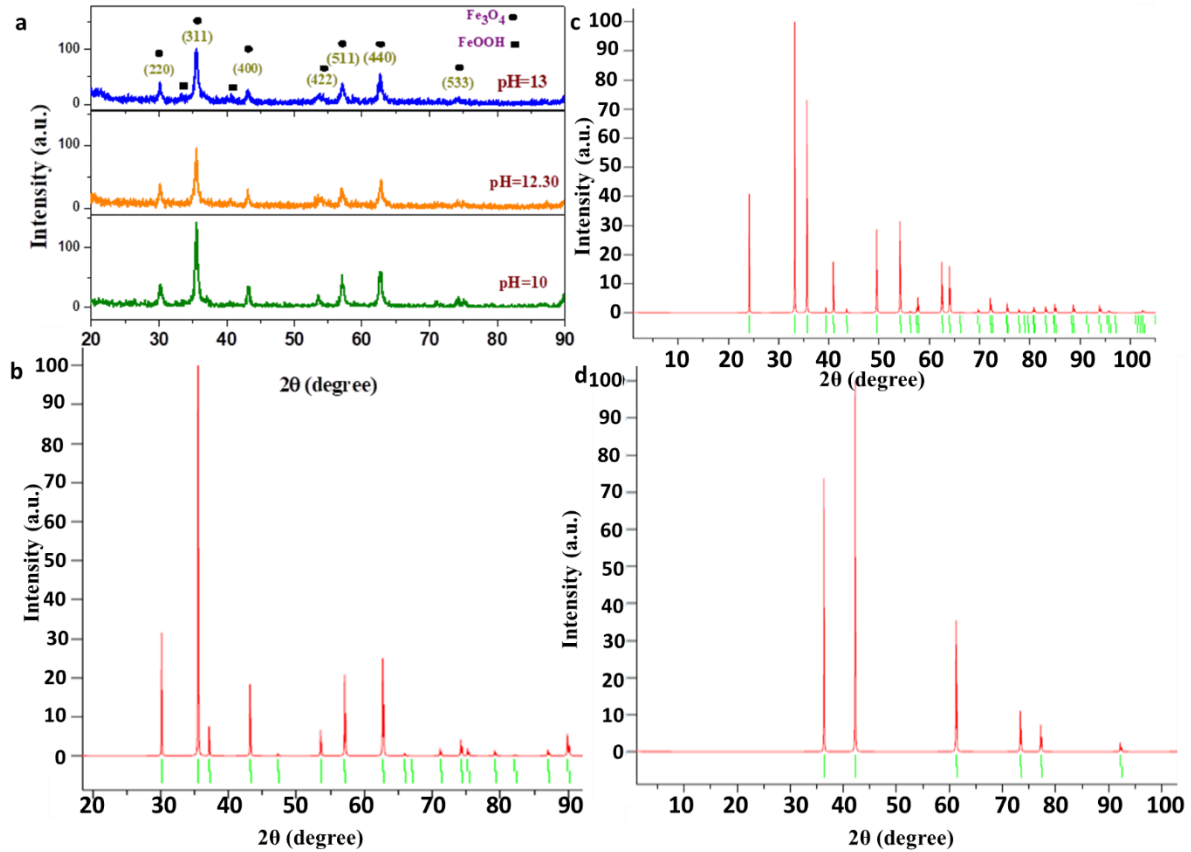 a
Fe3O4
FeOOH
(311)
(220)
(400)
(422)
(511)
(440)
(533)
100
0
pH=13
100
0
pH=12.30
100
0
pH=10
20 30 40 50 60 70 80 90
2θ (degree)
Intensity (a.u.)
b
100
90
80
70
60
50
40
30
20
10
0
20 30 40 50 60 70 80 92
2θ (degree)
Intensity (a.u.)
c
100
90
80
70
60
50
40
30
20
10
0
10 20 30 40 50 60 70 80 90 100
2θ (degree)
Intensity (a.u.)
d
100
90
80
70
60
50
40
30
20
10
0
10 20 30 40 50 60 70 80 90 100
2θ (degree)
Intensity (a.u.)